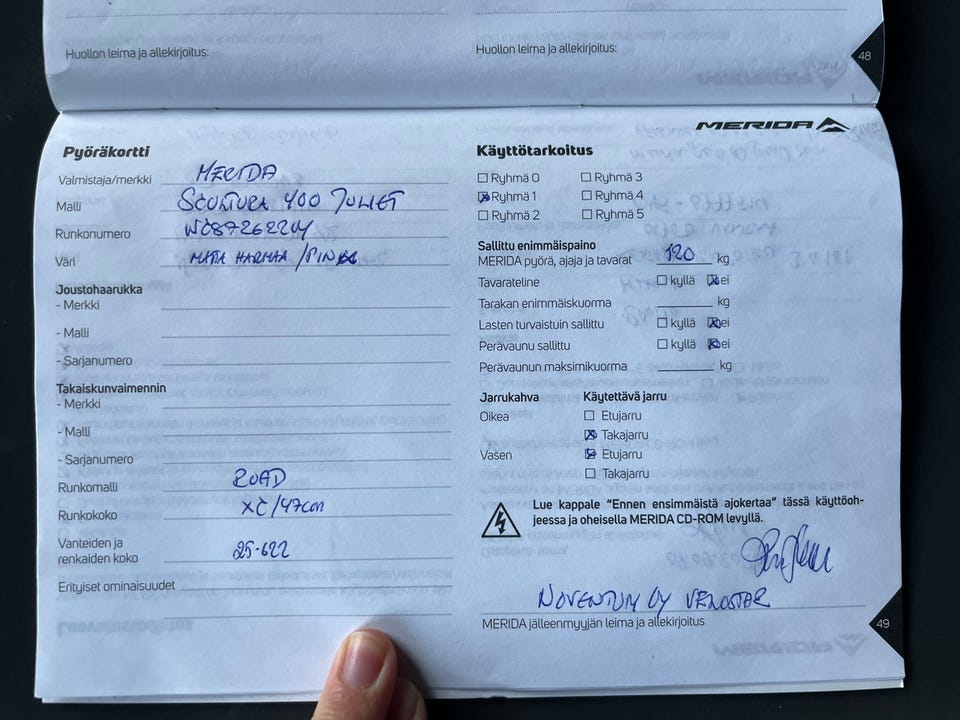 Huollon leima ja allekirjoitus:
Huollon leima ja allekirjoitus:
48
MERIDA
Pyöräkortti
Valmistaja/merkki MERIDA
Malli SCULTURA 400 JULIET
Runkonumero
Väri MATTA HARMAA /PINK
Joustohaarukka
- Merkki
- Malli
- Sarjanumero
Takaiskunvaimennin
- Merkki
- Malli
- Sarjanumero
Runkomalli ROAD
Runkokoko XS/47cm
Vanteiden ja
renkaiden koko 25-622
Erityiset ominaisuudet
Käyttötarkoitus
Ryhmä 0 Ryhmä 3
Ryhmä 1 Ryhmä 4
Ryhmä 2 Ryhmä 5
Sallittu enimmäispaino
MERIDA pyörä, ajaja ja tavarat 120 kg
Tavarateline kyllä ei
Tarakan enimmäiskuorma kg
Lasten turvaistuin sallittu kyllä ei
Perävaunu sallittu kyllä ei
Perävaunun maksimikuorma kg
Jarrukahva Käytettävä jarru
Oikea Etujarru
Takajarru
Vasen Etujarru
Takajarru
Lue kappale "Ennen ensimmäistä ajokertaa" tässä käyttöoh-
jeessa ja oheisella MERIDA CD-ROM levyllä.
NOVENTUM OY VELOSTAR
MERIDA jälleenmyyjän leima ja allekirjoitus
49